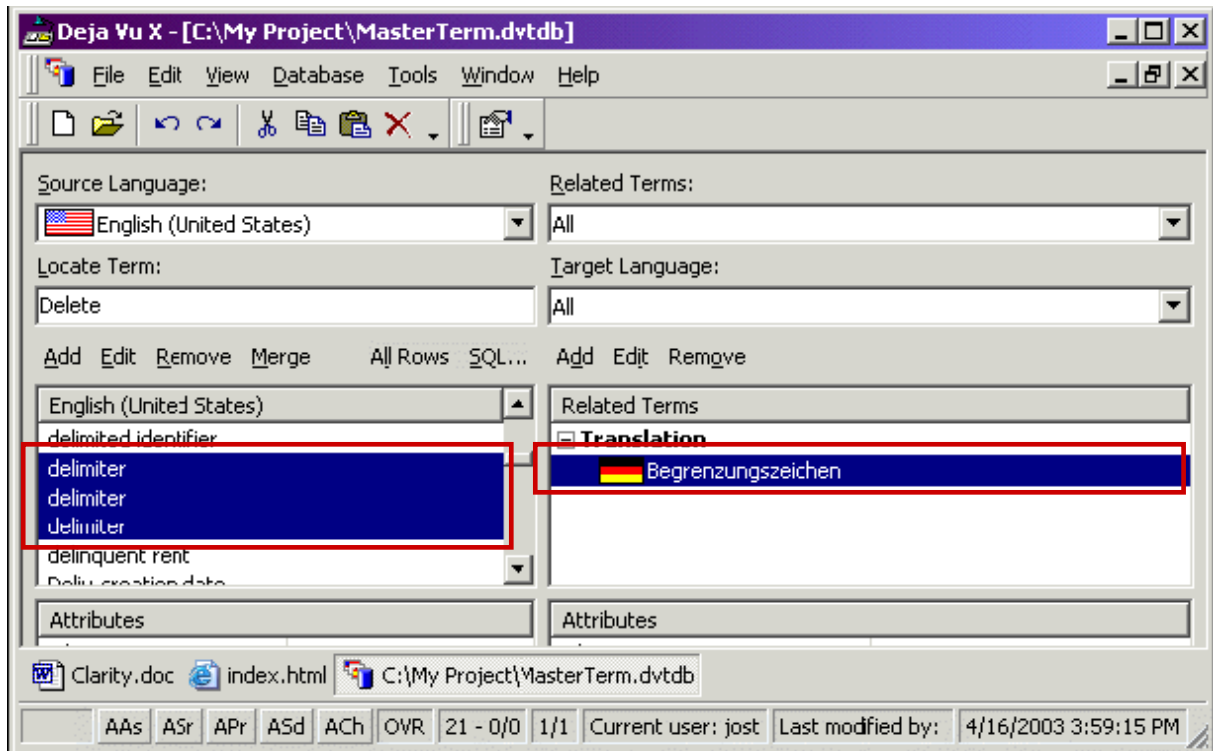 Deja Vu X - [C:\My Project\MasterTerm.dvtdb]
File Edit View Database Tools Window Help
Source Language: Related Terms:
English (United States) All
Locate Term: Target Language:
Delete All
Add Edit Remove Merge All Rows SQL... Add Edit Remove
English (United States) Related Terms
delimited identifier Translation
delimiter Begrenzungszeichen
delimiter
delimiter
delinquent rent
creation date
Attributes Attributes
Clarity.doc index.html C:\My Project\MasterTerm.dvtdb
AAs ASr APr ASd ACh OVR 21 - 0/0 1/1 Current user: jost Last modified by: 4/16/2003 3:59:15 PM